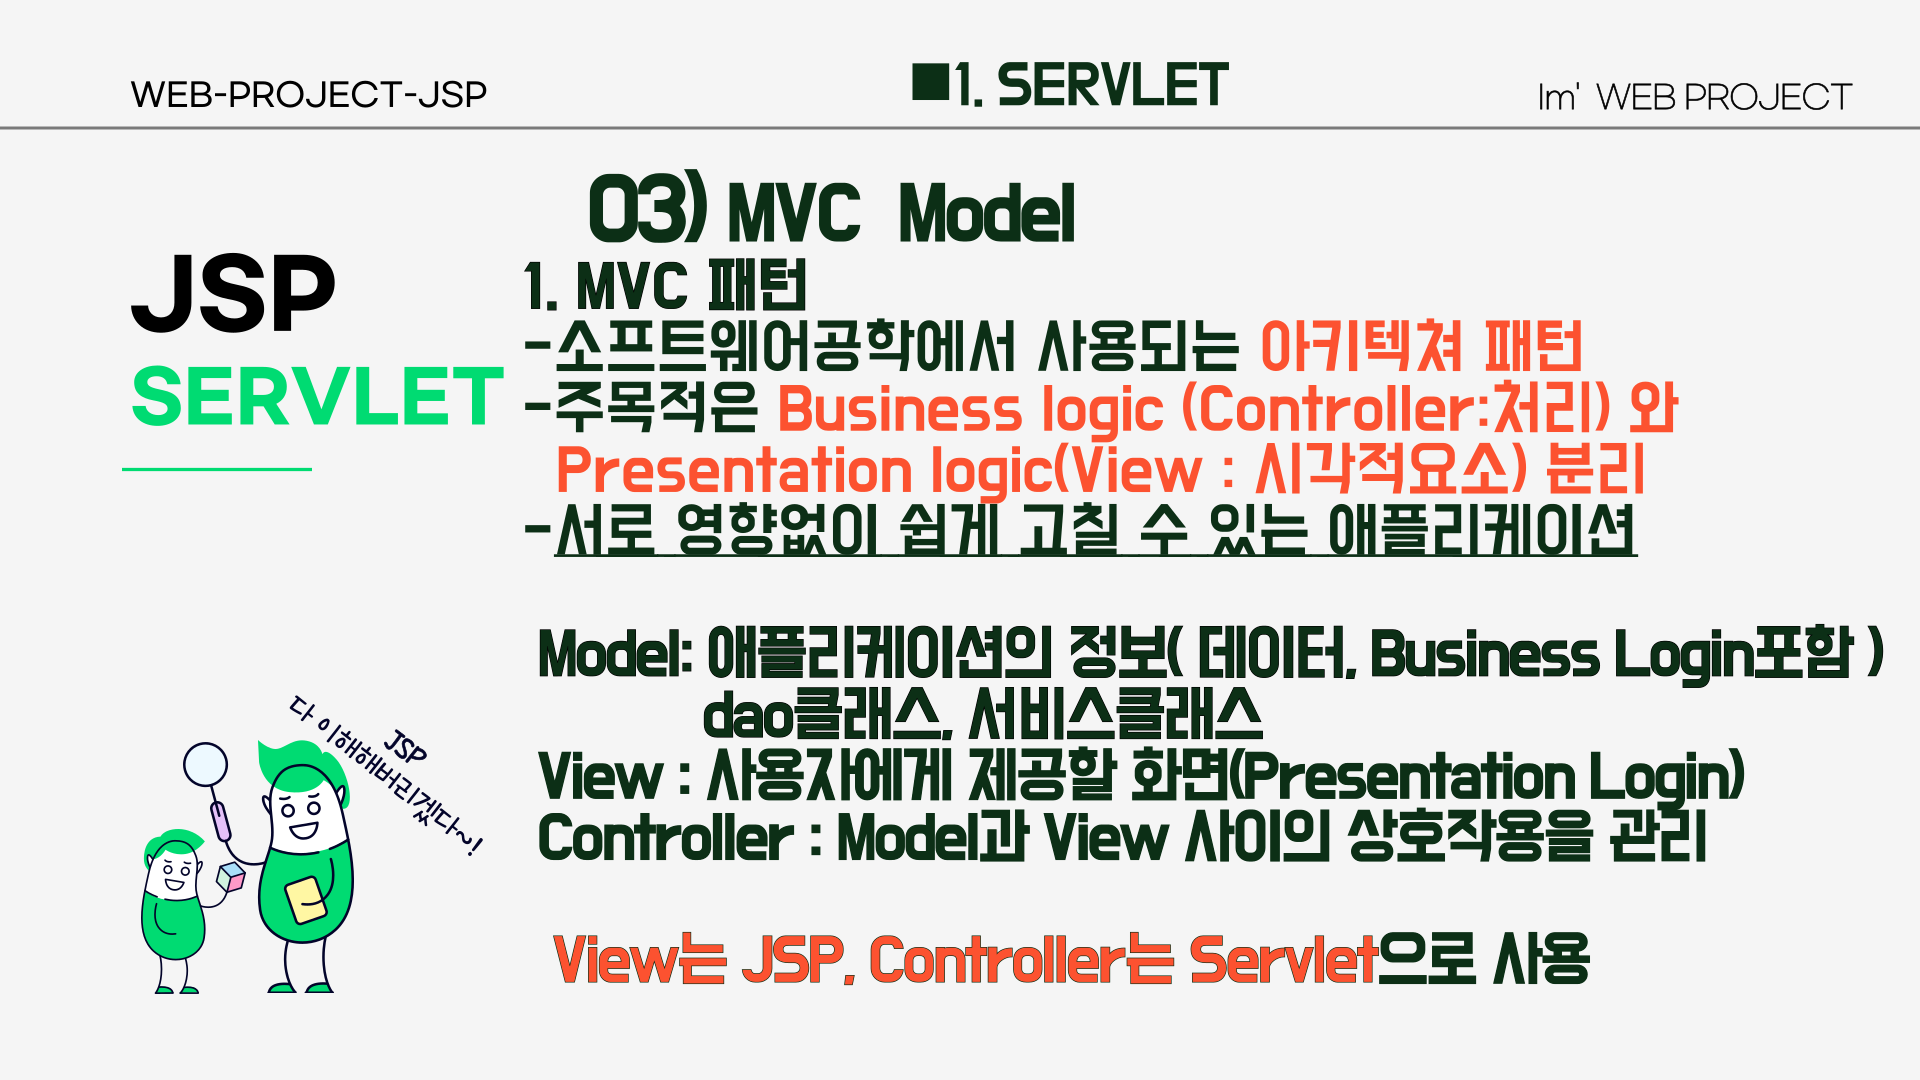 WEB-PROJECT-JSP
■1. SERVLET
Im' WEB PROJECT
JSP
SERVLET
03) MVC Model
1. MVC 패턴
-소프트웨어공학에서 사용되는 아키텍쳐 패턴
-주목적은 Business logic (Controller:처리) 와
Presentation logic(View : 시각적요소) 분리
-서로 영향없이 쉽게 고칠 수 있는 애플리케이션
Model: 애플리케이션의 정보( 데이터, Business Login포함 )
dao클래스, 서비스클래스
View : 사용자에게 제공할 화면(Presentation Login)
Controller : Model과 View 사이의 상호작용을 관리
View는 JSP, Controller는 Servlet으로 사용
JSP
다 이해해버리겠다~!